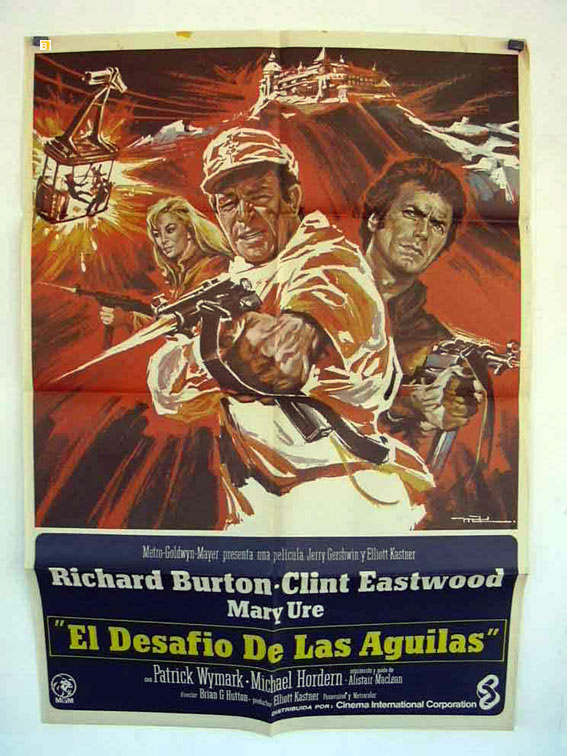 Metro-Goldwyn-Mayer presenta una película Jerry Gershwin y Elliott Kastner
Richard Burton·Clint Eastwood
Mary Ure
"El Desafio De Las Aguilas"
con Patrick Wymark·Michael Hordern argumento y guión de Alistair Maclean
director Brian G Hutton· productor Elliott Kastner Panavision y Metrocolor
MGM
DISTRIBUIDA POR: Cinema International Corporation